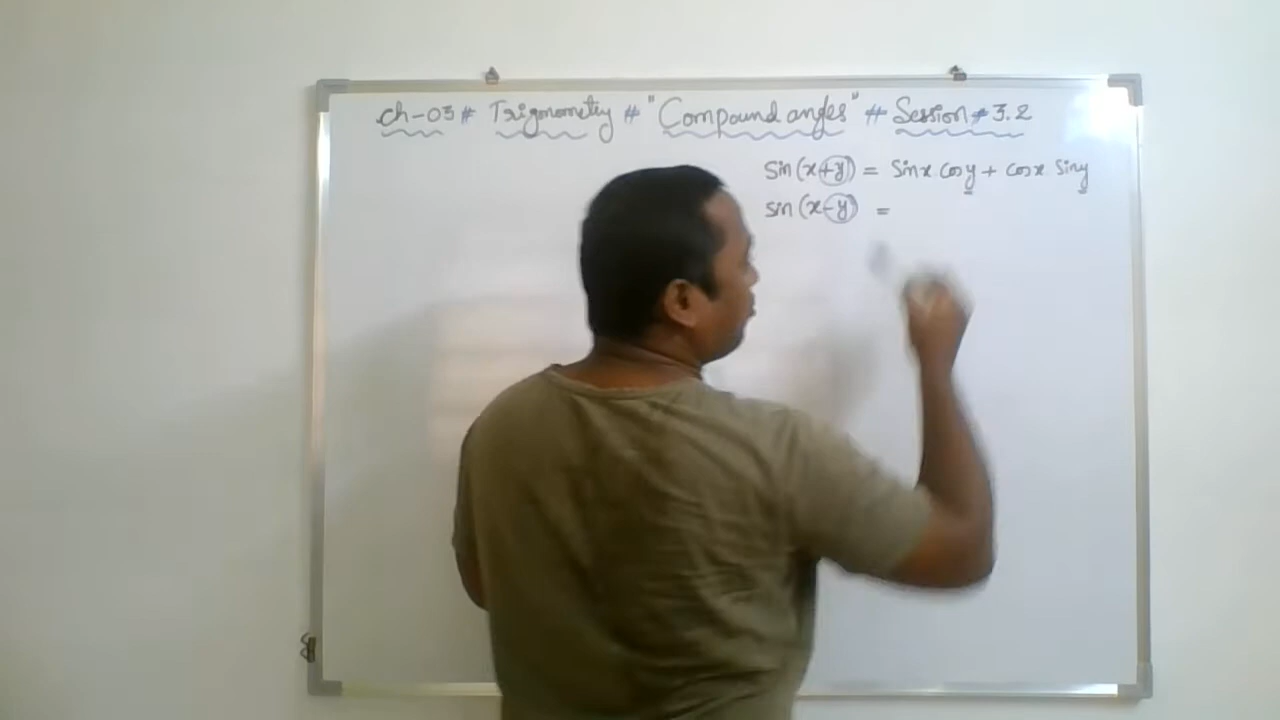 Ch-03 # Trigonometry # "Compound angles" # Session # 3.2
Sin(x+y) = Sinx Cosy + Cosx Siny
sin(x-y) =